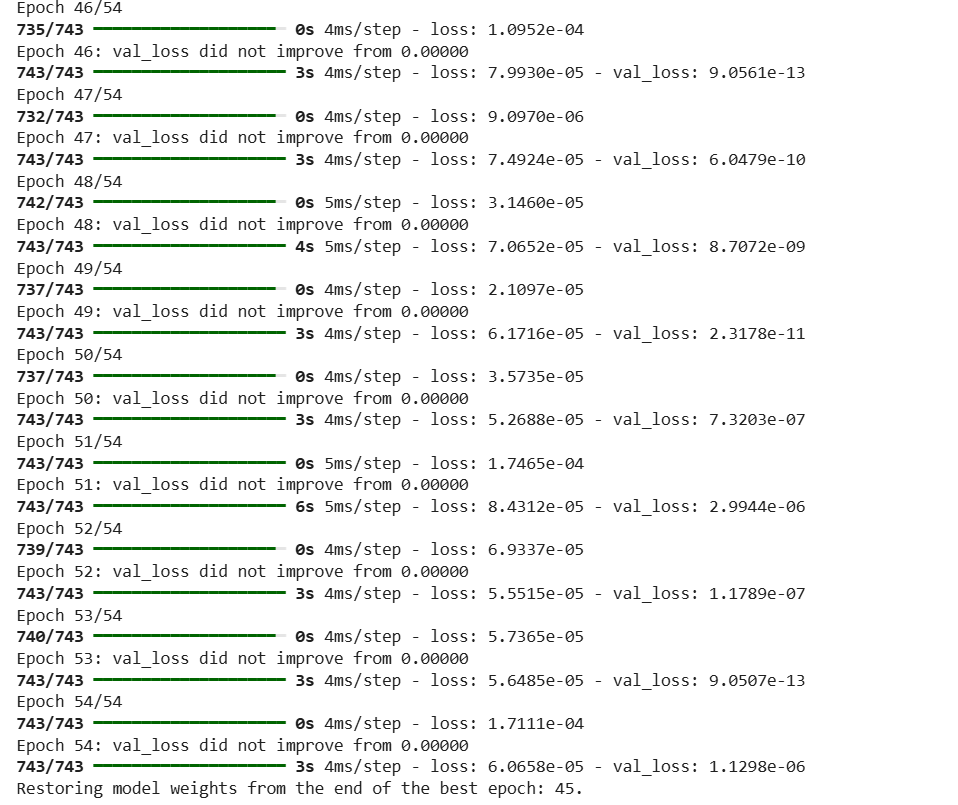 Epoch 46/54
735/743 ━━━━━━━━━━━━━━━━━━━━ 0s 4ms/step - loss: 1.0952e-04
Epoch 46: val_loss did not improve from 0.00000
743/743 ━━━━━━━━━━━━━━━━━━━━ 3s 4ms/step - loss: 7.9930e-05 - val_loss: 9.0561e-13
Epoch 47/54
732/743 ━━━━━━━━━━━━━━━━━━━━ 0s 4ms/step - loss: 9.0970e-06
Epoch 47: val_loss did not improve from 0.00000
743/743 ━━━━━━━━━━━━━━━━━━━━ 3s 4ms/step - loss: 7.4924e-05 - val_loss: 6.0479e-10
Epoch 48/54
742/743 ━━━━━━━━━━━━━━━━━━━━ 0s 5ms/step - loss: 3.1460e-05
Epoch 48: val_loss did not improve from 0.00000
743/743 ━━━━━━━━━━━━━━━━━━━━ 4s 5ms/step - loss: 7.0652e-05 - val_loss: 8.7072e-09
Epoch 49/54
737/743 ━━━━━━━━━━━━━━━━━━━━ 0s 4ms/step - loss: 2.1097e-05
Epoch 49: val_loss did not improve from 0.00000
743/743 ━━━━━━━━━━━━━━━━━━━━ 3s 4ms/step - loss: 6.1716e-05 - val_loss: 2.3178e-11
Epoch 50/54
737/743 ━━━━━━━━━━━━━━━━━━━━ 0s 4ms/step - loss: 3.5735e-05
Epoch 50: val_loss did not improve from 0.00000
743/743 ━━━━━━━━━━━━━━━━━━━━ 3s 4ms/step - loss: 5.2688e-05 - val_loss: 7.3203e-07
Epoch 51/54
743/743 ━━━━━━━━━━━━━━━━━━━━ 0s 5ms/step - loss: 1.7465e-04
Epoch 51: val_loss did not improve from 0.00000
743/743 ━━━━━━━━━━━━━━━━━━━━ 6s 5ms/step - loss: 8.4312e-05 - val_loss: 2.9944e-06
Epoch 52/54
739/743 ━━━━━━━━━━━━━━━━━━━━ 0s 4ms/step - loss: 6.9337e-05
Epoch 52: val_loss did not improve from 0.00000
743/743 ━━━━━━━━━━━━━━━━━━━━ 3s 4ms/step - loss: 5.5515e-05 - val_loss: 1.1789e-07
Epoch 53/54
740/743 ━━━━━━━━━━━━━━━━━━━━ 0s 4ms/step - loss: 5.7365e-05
Epoch 53: val_loss did not improve from 0.00000
743/743 ━━━━━━━━━━━━━━━━━━━━ 3s 4ms/step - loss: 5.6485e-05 - val_loss: 9.0507e-13
Epoch 54/54
743/743 ━━━━━━━━━━━━━━━━━━━━ 0s 4ms/step - loss: 1.7111e-04
Epoch 54: val_loss did not improve from 0.00000
743/743 ━━━━━━━━━━━━━━━━━━━━ 3s 4ms/step - loss: 6.0658e-05 - val_loss: 1.1298e-06
Restoring model weights from the end of the best epoch: 45.